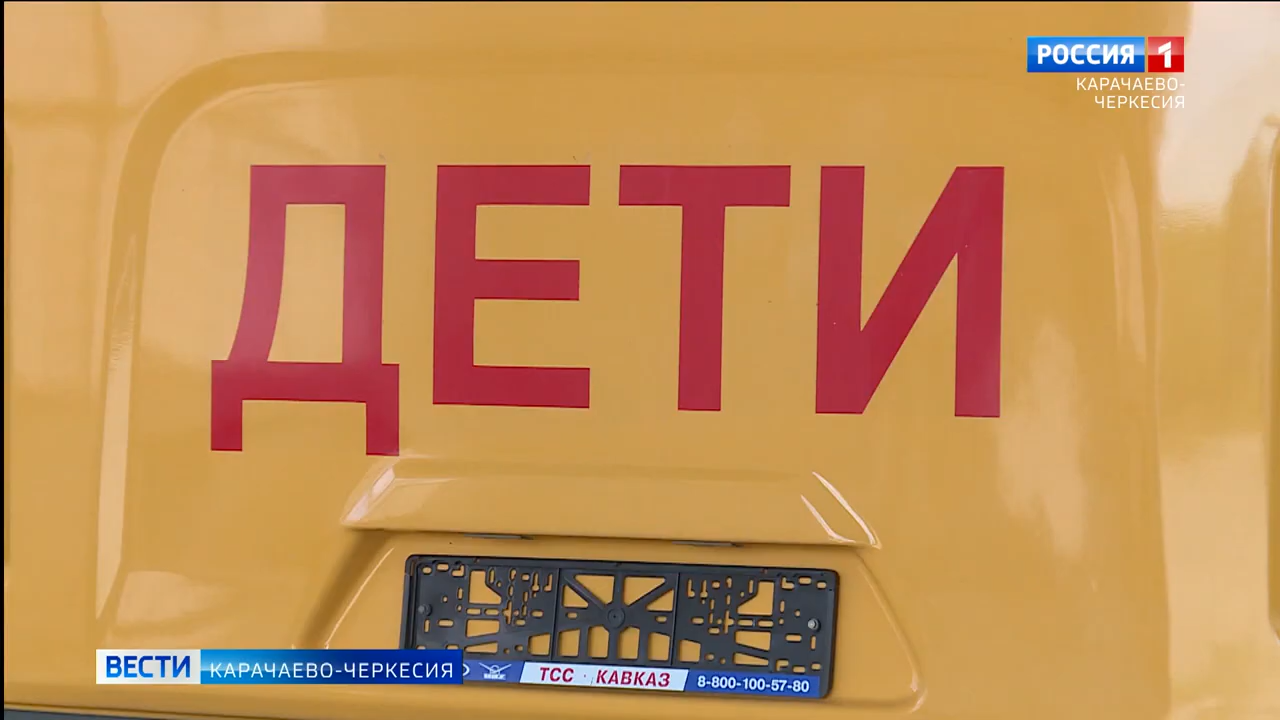 РОССИЯ 1
КАРАЧАЕВО-
ЧЕРКЕСИЯ
ДЕТИ
ВЕСТИ КАРАЧАЕВО-ЧЕРКЕСИЯ
ТСС КАВКАЗ 8-800-100-57-80